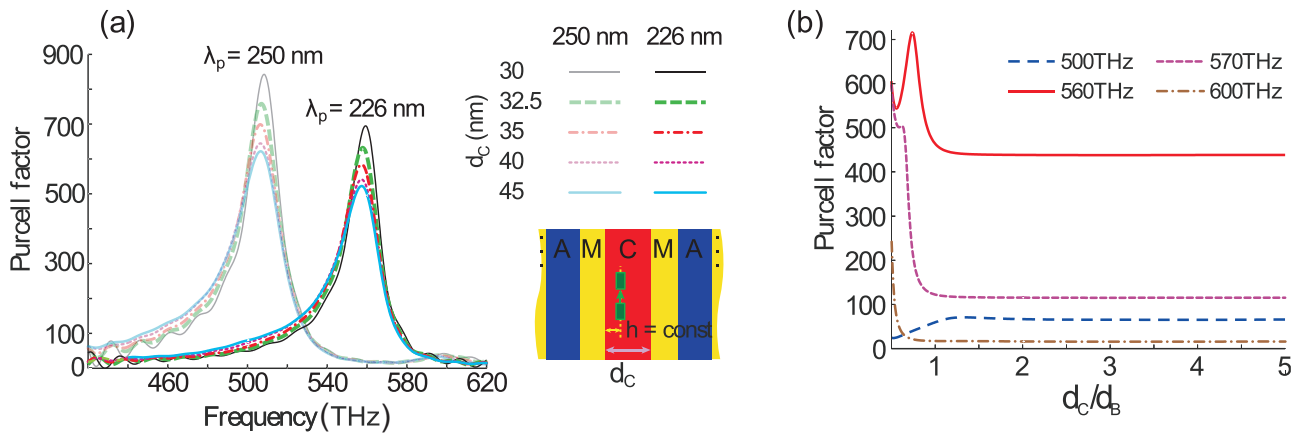 (a)
Purcell factor
900
700
500
300
100
0
460
500
540
580
620
Frequency (THz)
λp = 250 nm
λp = 226 nm
250 nm 226 nm
dC (nm)
30
32.5
35
40
45
A M C M A
h = const
dC
(b)
Purcell factor
700
600
500
400
300
200
100
0
1
2
3
4
5
dC/dB
500THz
570THz
560THz
600THz